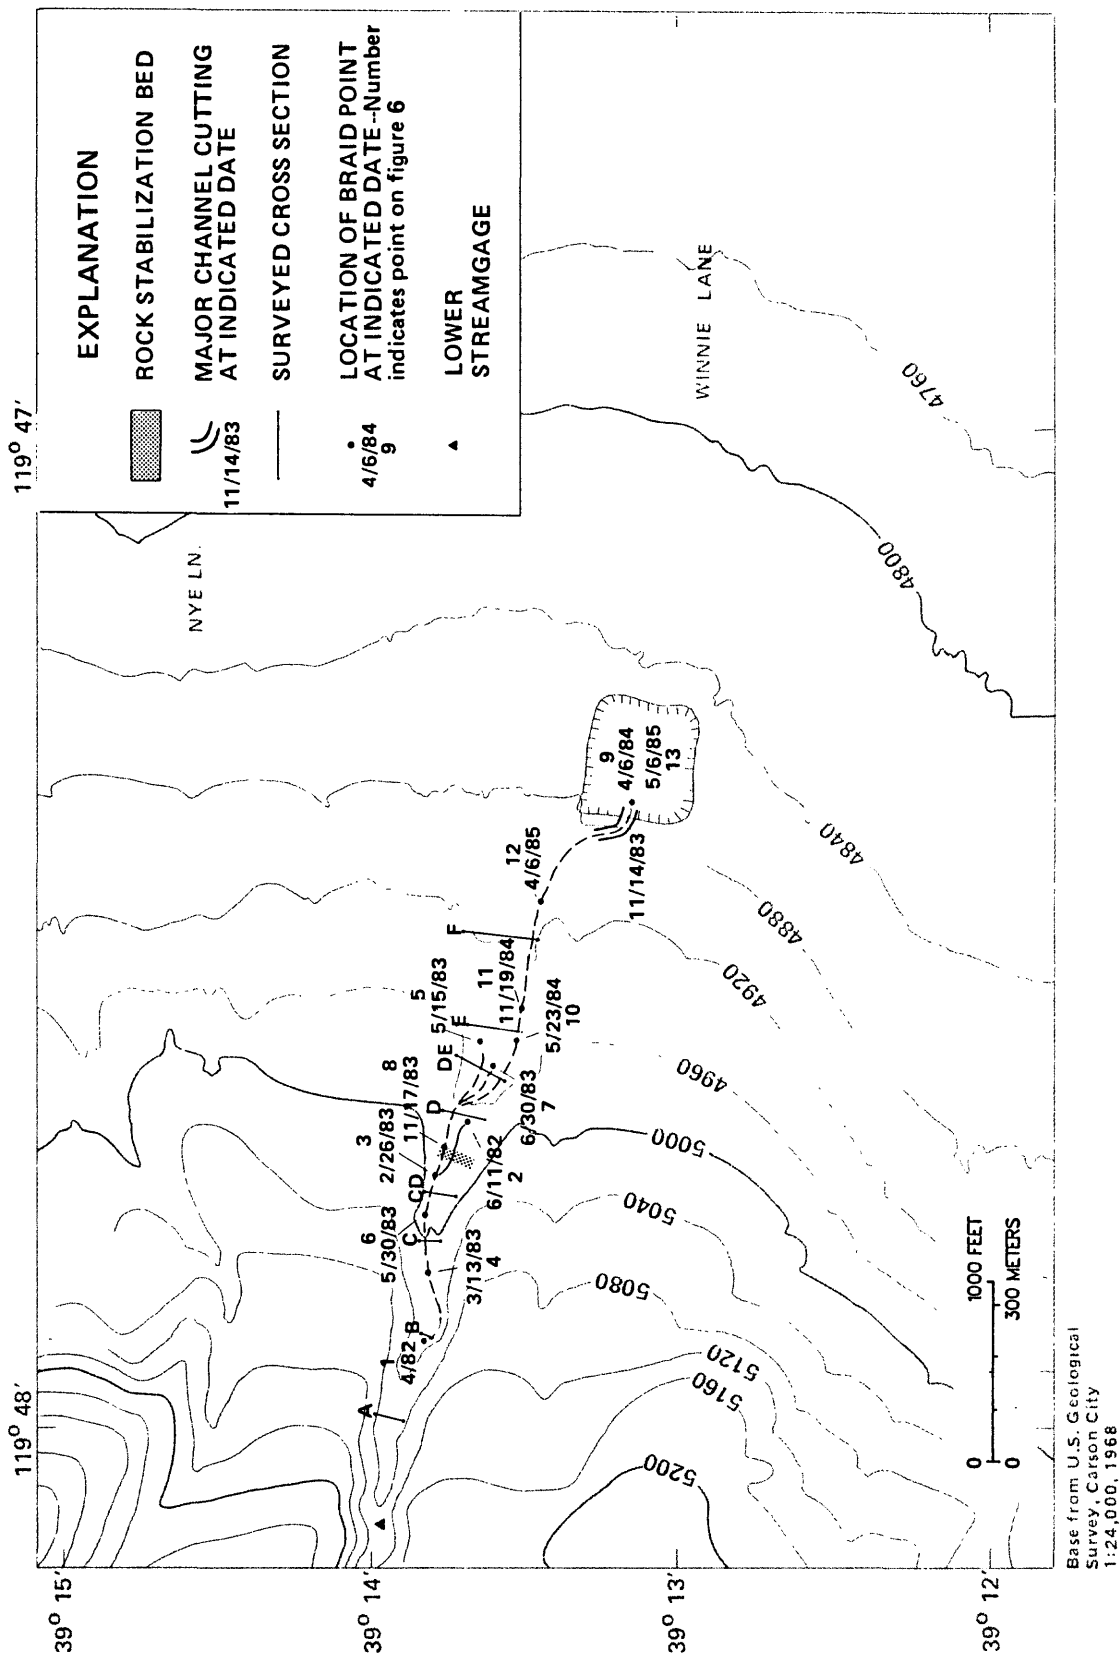 119° 48'
119° 47'
EXPLANATION
ROCK STABILIZATION BED
11/14/83
MAJOR CHANNEL CUTTING
AT INDICATED DATE
SURVEYED CROSS SECTION
4/6/84
9
LOCATION OF BRAID POINT
AT INDICATED DATE--Number
indicates point on figure 6
LOWER
STREAMGAGE
39° 15'
39° 14'
39° 13'
39° 12'
NYE LN.
WINNIE LANE
A
1
4/82
B
6
5/30/83
C
3/13/83
4
CD
3
2/26/83
6/11/82
2
8
11/17/83
D
6/30/83
7
DE
5
5/15/83
E
5/23/84
10
11
11/19/84
F
12
4/6/85
11/14/83
9
4/6/84
5/6/85
13
5200
5160
5120
5080
5040
5000
4960
4920
4880
4840
4800
4760
0 1000 FEET
0 300 METERS
Base from U.S. Geological
Survey, Carson City
1:24,000, 1968